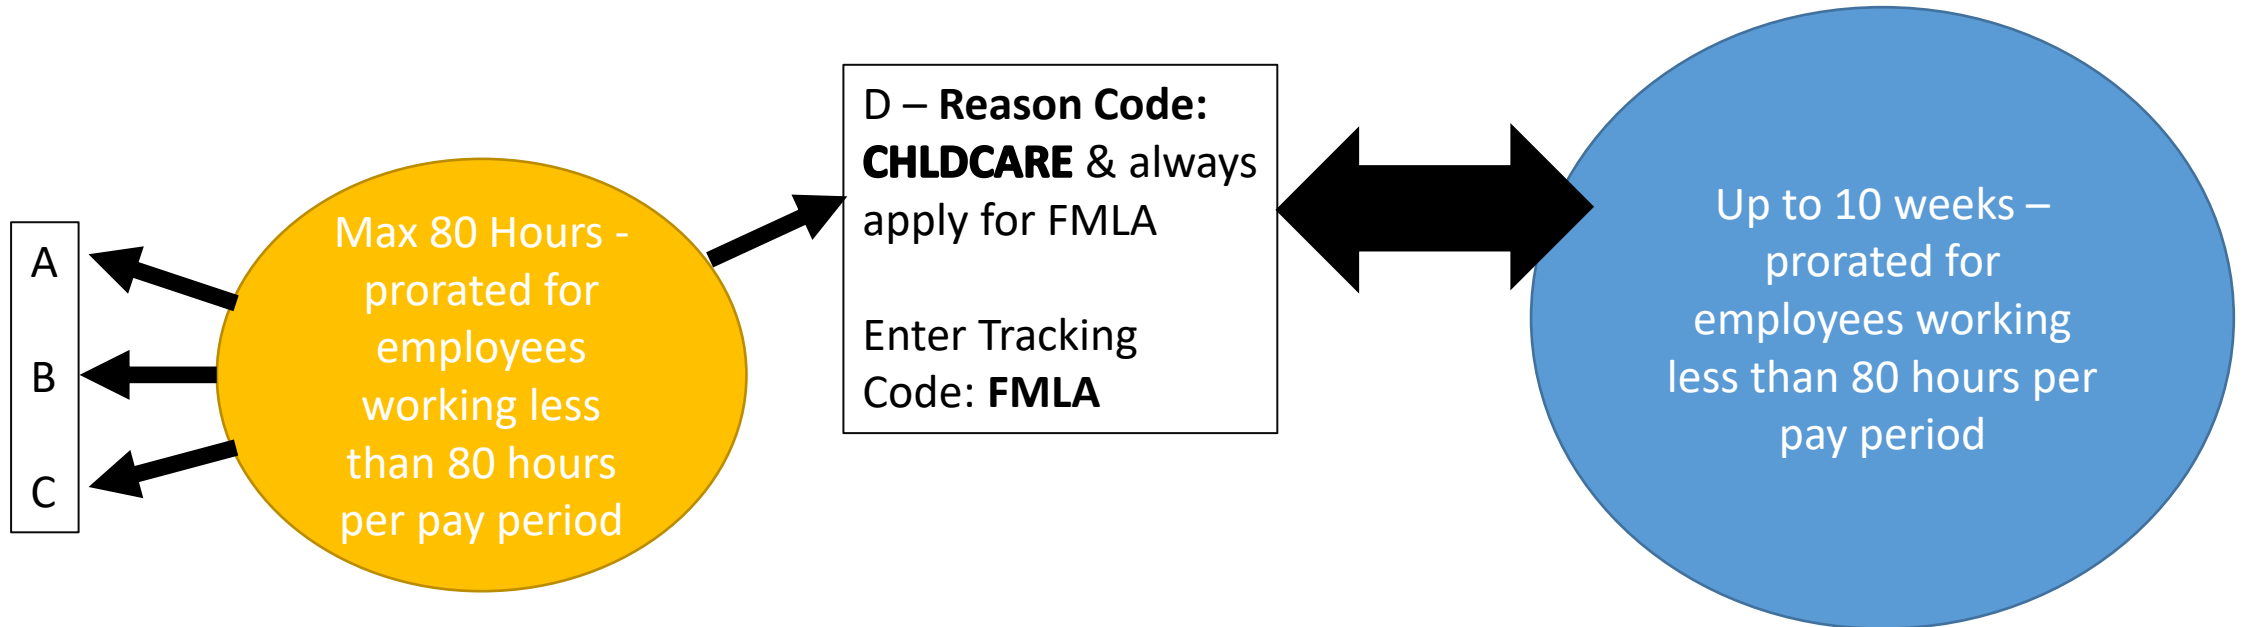 A
B
C
Max 80 Hours -
prorated for
employees
working less
than 80 hours
per pay period
D – Reason Code:
CHLDCARE & always
apply for FMLA
Enter Tracking
Code: FMLA
Up to 10 weeks –
prorated for
employees working
less than 80 hours per
pay period